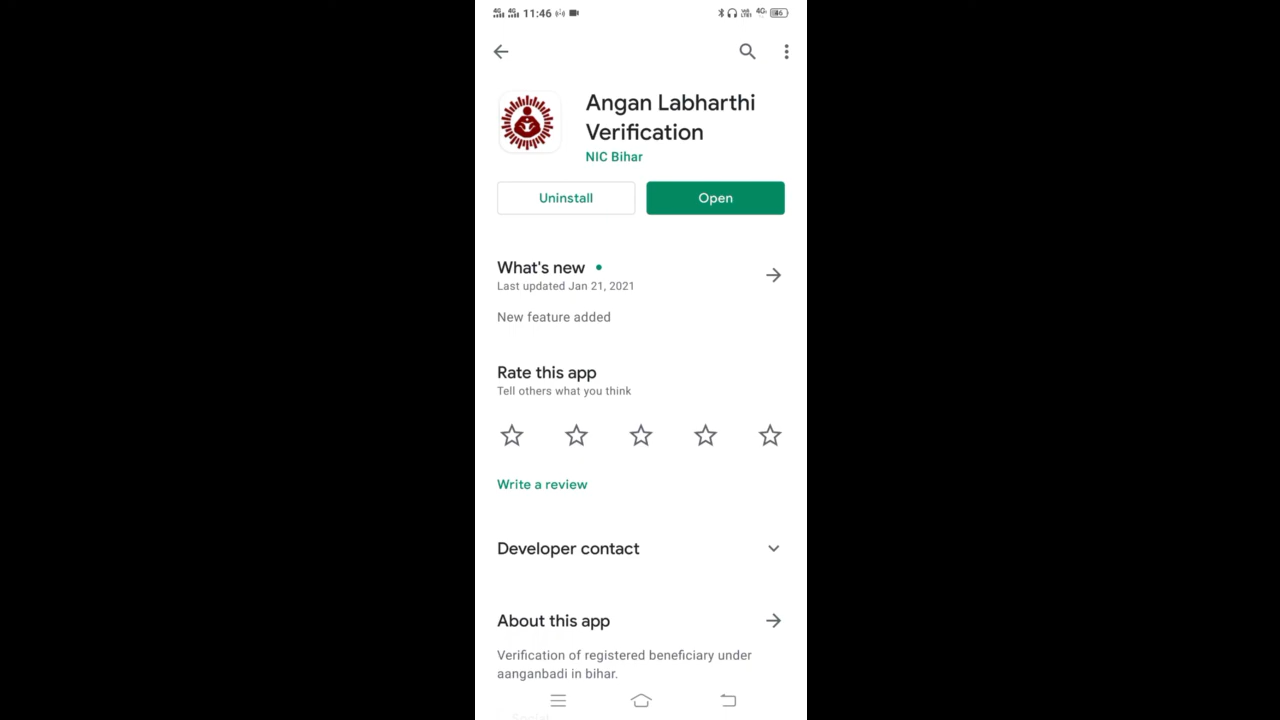 11:46
46
Angan Labharthi
Verification
NIC Bihar
Uninstall
Open
What's new
Last updated Jan 21, 2021
New feature added
Rate this app
Tell others what you think
Write a review
Developer contact
About this app
Verification of registered beneficiary under
aanganbadi in bihar.
Social